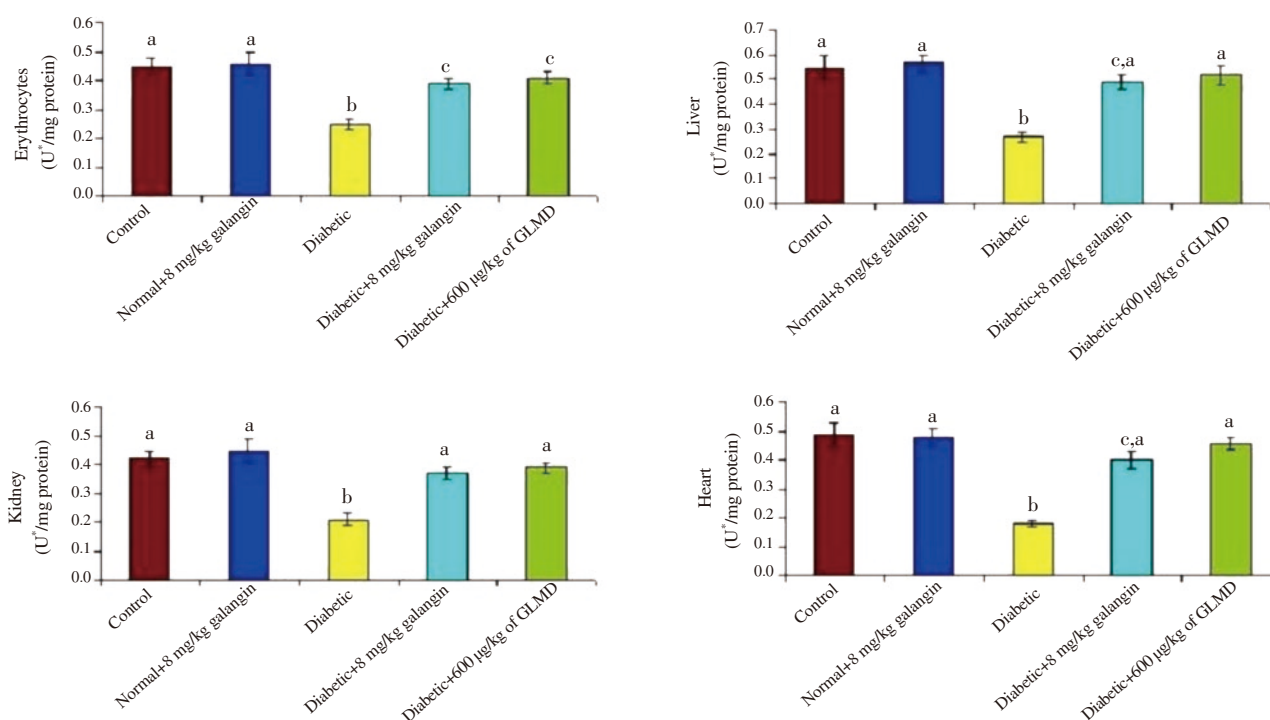 Erythrocytes
(U*/mg protein)
0.6
0.5
0.4
0.3
0.2
0.1
0.0
a
a
b
c
c
Control
Normal+8 mg/kg galangin
Diabetic
Diabetic+8 mg/kg galangin
Diabetic+600 μg/kg of GLMD
Liver
(U*/mg protein)
0.7
0.6
0.5
0.4
0.3
0.2
0.1
0.0
a
a
b
c,a
a
Control
Normal+8 mg/kg galangin
Diabetic
Diabetic+8 mg/kg galangin
Diabetic+600 μg/kg of GLMD
Kidney
(U*/mg protein)
0.6
0.5
0.4
0.3
0.2
0.1
0.0
a
a
b
a
a
Control
Normal+8 mg/kg galangin
Diabetic
Diabetic+8 mg/kg galangin
Diabetic+600 μg/kg of GLMD
Heart
(U*/mg protein)
0.6
0.5
0.4
0.3
0.2
0.1
0.0
a
a
b
c,a
a
Control
Normal+8 mg/kg galangin
Diabetic
Diabetic+8 mg/kg galangin
Diabetic+600 μg/kg of GLMD